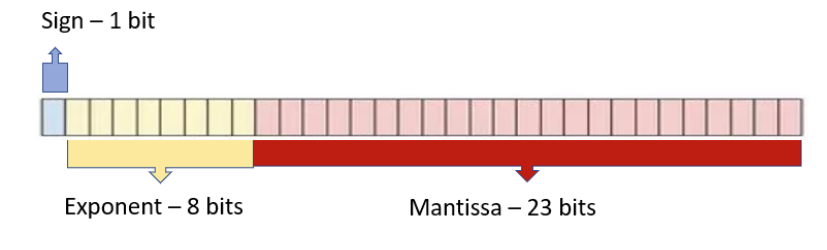 Sign – 1 bit
Exponent – 8 bits
Mantissa – 23 bits